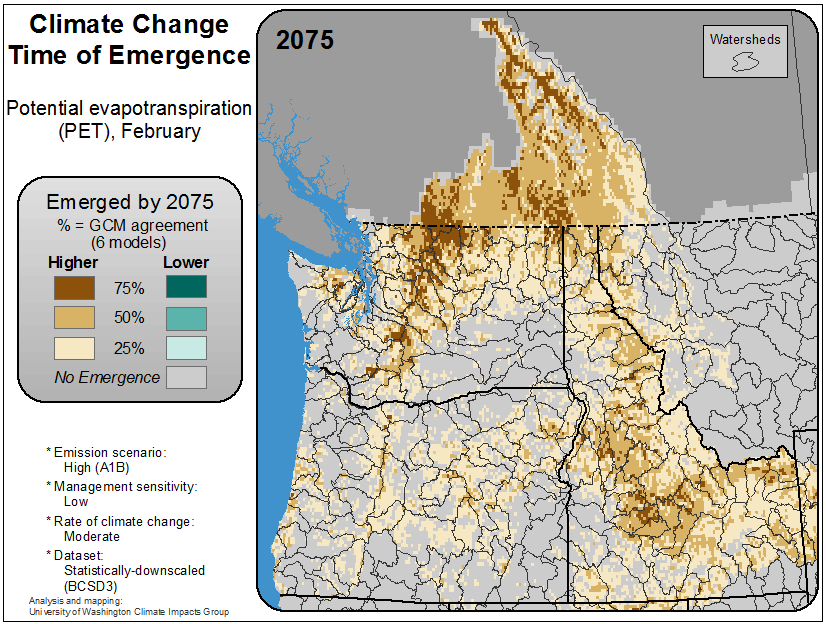 Climate Change
Time of Emergence
Potential evapotranspiration
(PET), February
Emerged by 2075
% = GCM agreement
(6 models)
Higher Lower
75%
50%
25%
No Emergence
* Emission scenario:
High (A1B)
* Management sensitivity:
Low
* Rate of climate change:
Moderate
* Dataset:
Statistically-downscaled
(BCSD3)
Analysis and mapping:
University of Washington Climate Impacts Group
2075
Watersheds